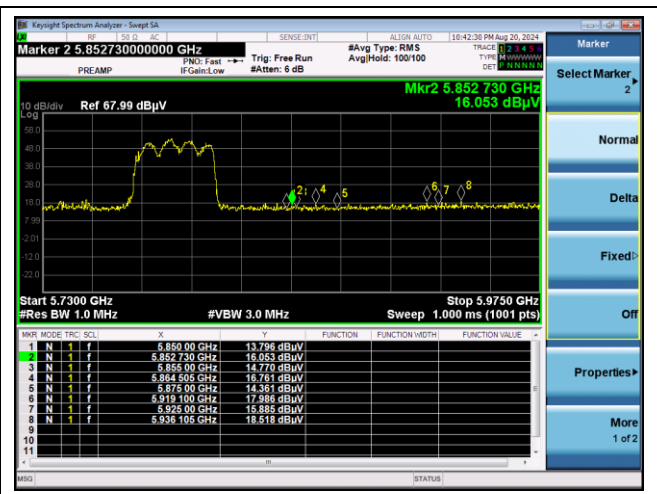 Keysight Spectrum Analyzer - Swept SA
RF 50 Ω AC SENSE:INT ALIGN AUTO 10:42:38 PM Aug 20, 2024
Marker 2 5.852730000000 GHz #Avg Type: RMS TRACE 1 2 3 4 5 6 Marker
PNO: Fast Trig: Free Run Avg|Hold: 100/100 TYPE M W W W W W
PREAMP IFGain:Low #Atten: 6 dB DET P N N N N N
Select Marker
2
Mkr2 5.852 730 GHz
10 dB/div Ref 67.99 dBµV 16.053 dBµV
Log
58.0
48.0
38.0
28.0
18.0
7.99
-2.01
-12.0
-22.0
2 4 5 6 7 8
Normal
Delta
Fixed
Off
Start 5.7300 GHz Stop 5.9750 GHz
#Res BW 1.0 MHz #VBW 3.0 MHz Sweep 1.000 ms (1001 pts)
MKR MODE TRC SCL X Y FUNCTION FUNCTION WIDTH FUNCTION VALUE
1 N 1 f 5.850 00 GHz 13.796 dBµV
2 N 1 f 5.852 730 GHz 16.053 dBµV
3 N 1 f 5.855 00 GHz 14.770 dBµV
4 N 1 f 5.864 505 GHz 16.761 dBµV
5 N 1 f 5.875 00 GHz 14.361 dBµV
6 N 1 f 5.919 100 GHz 17.986 dBµV
7 N 1 f 5.925 00 GHz 15.885 dBµV
8 N 1 f 5.936 105 GHz 18.518 dBµV
9
10
11
Properties
More
1 of 2
MSG STATUS